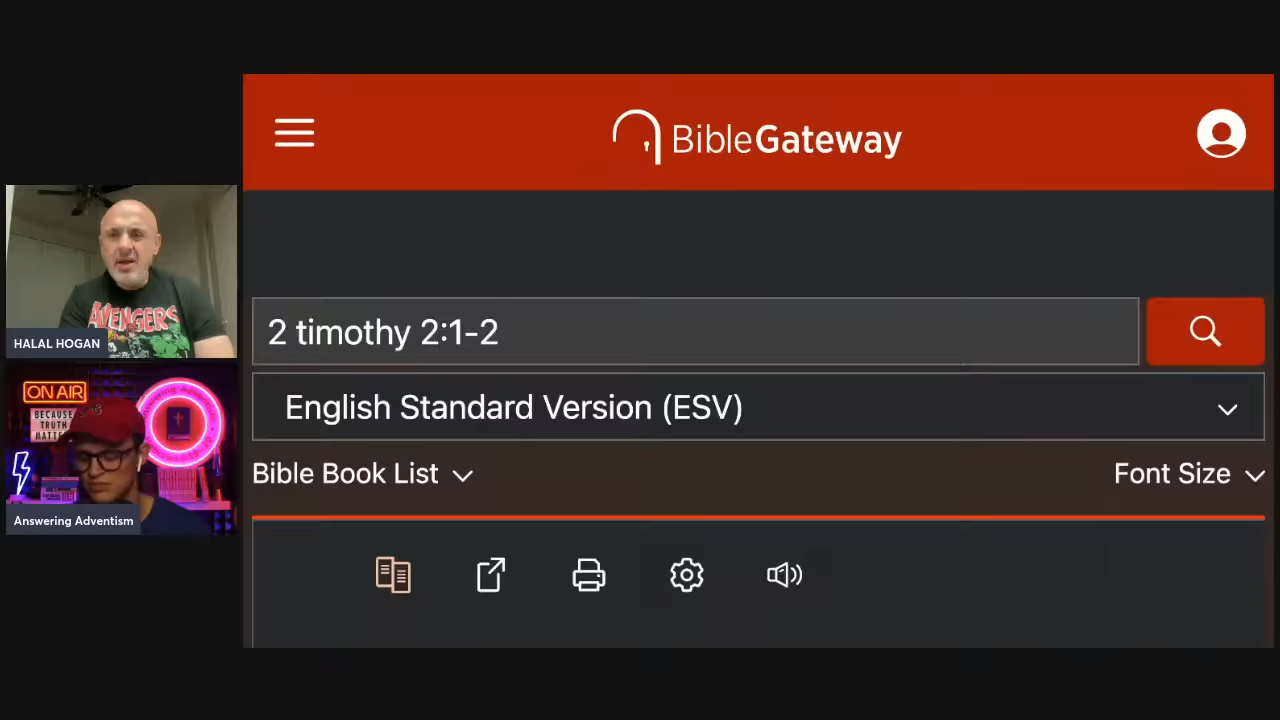 BibleGateway
2 timothy 2:1-2
English Standard Version (ESV)
Bible Book List
Font Size
AVENGERS
HALAL HOGAN
ON AIR
BECAUSE
TRUTH
Answering Adventism